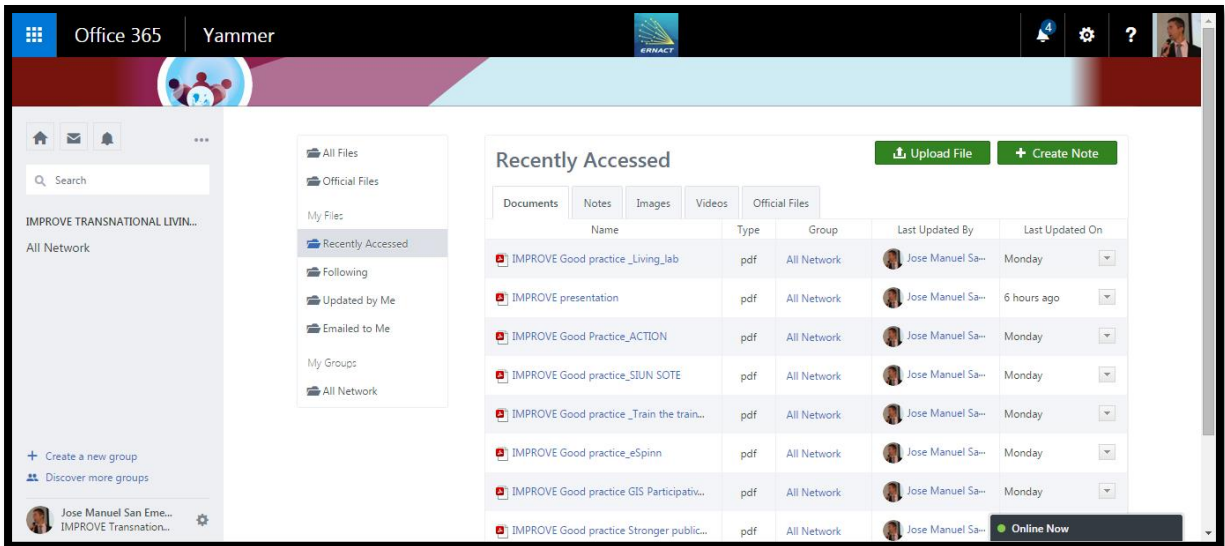 Office 365
Yammer
ERNACT
4
?
Search
IMPROVE TRANSNATIONAL LIVIN...
All Network
+ Create a new group
Discover more groups
Jose Manuel San Eme...
IMPROVE Transnation...
All Files
Official Files
My Files
Recently Accessed
Following
Updated by Me
Emailed to Me
My Groups
All Network
Recently Accessed
Upload File
+ Create Note
Documents Notes Images Videos Official Files
Name Type Group Last Updated By Last Updated On
IMPROVE Good practice _Living_lab pdf All Network Jose Manuel Sa... Monday
IMPROVE presentation pdf All Network Jose Manuel Sa... 6 hours ago
IMPROVE Good Practice_ACTION pdf All Network Jose Manuel Sa... Monday
IMPROVE Good practice_SIUN SOTE pdf All Network Jose Manuel Sa... Monday
IMPROVE Good practice _Train the train... pdf All Network Jose Manuel Sa... Monday
IMPROVE Good practice_eSpinn pdf All Network Jose Manuel Sa... Monday
IMPROVE Good practice GIS Participativ... pdf All Network Jose Manuel Sa... Monday
IMPROVE Good practice Stronger public... pdf All Network Jose Manuel Sa...
Online Now